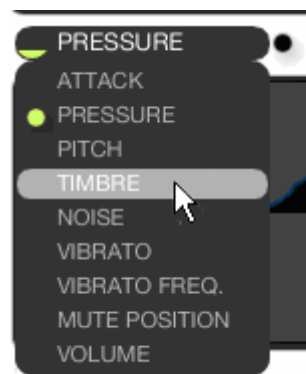 PRESSURE
ATTACK
PRESSURE
PITCH
TIMBRE
NOISE
VIBRATO
VIBRATO FREQ.
MUTE POSITION
VOLUME